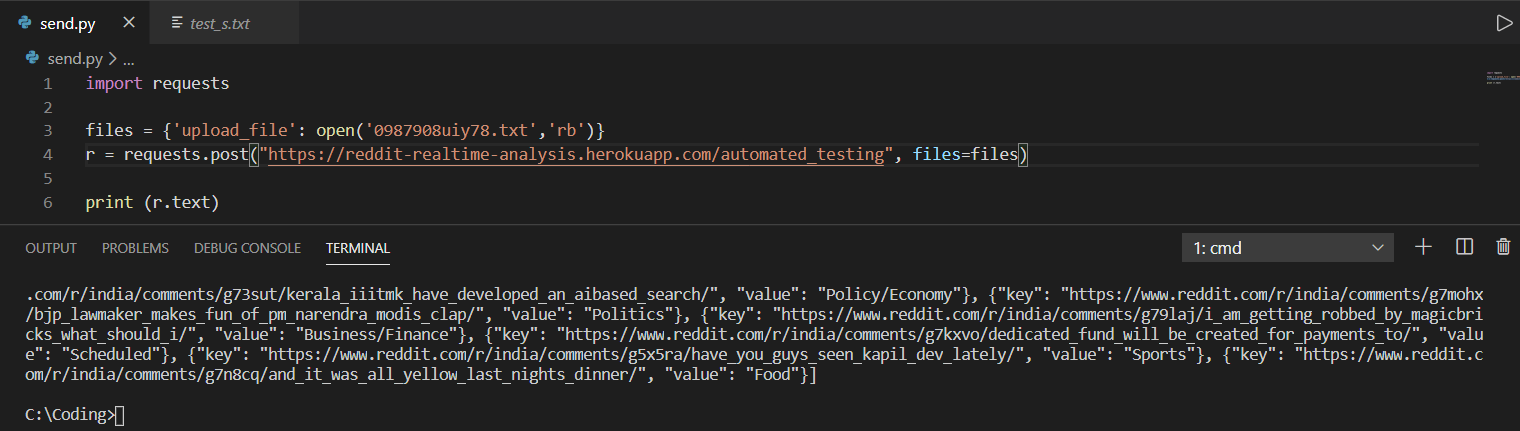 send.py
test_s.txt
send.py > ...
1 import requests
2
3 files = {'upload_file': open('0987908uiy78.txt','rb')}
4 r = requests.post("https://reddit-realtime-analysis.herokuapp.com/automated_testing", files=files)
5
6 print (r.text)
OUTPUT PROBLEMS DEBUG CONSOLE TERMINAL 1: cmd
.com/r/india/comments/g73sut/kerala_iiitmk_have_developed_an_aibased_search/", "value": "Policy/Economy"}, {"key": "https://www.reddit.com/r/india/comments/g7mohx
/bjp_lawmaker_makes_fun_of_pm_narendra_modis_clap/", "value": "Politics"}, {"key": "https://www.reddit.com/r/india/comments/g79laj/i_am_getting_robbed_by_magicbri
cks_what_should_i/", "value": "Business/Finance"}, {"key": "https://www.reddit.com/r/india/comments/g7kxvo/dedicated_fund_will_be_created_for_payments_to/", "valu
e": "Scheduled"}, {"key": "https://www.reddit.com/r/india/comments/g5x5ra/have_you_guys_seen_kapil_dev_lately/", "value": "Sports"}, {"key": "https://www.reddit.c
om/r/india/comments/g7n8cq/and_it_was_all_yellow_last_nights_dinner/", "value": "Food"}]
C:\Coding>